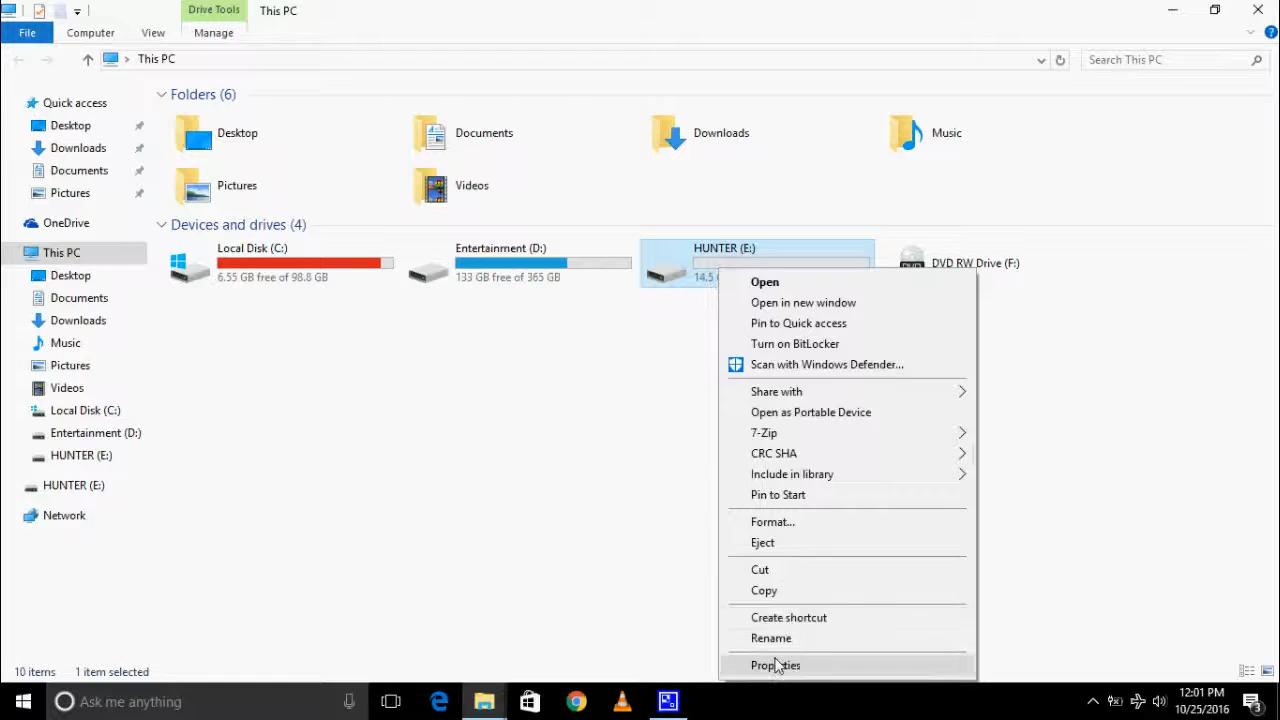 Drive Tools
This PC
File
Computer
View
Manage
This PC
Search This PC
Quick access
Desktop
Downloads
Documents
Pictures
OneDrive
This PC
Desktop
Documents
Downloads
Music
Pictures
Videos
Local Disk (C:)
Entertainment (D:)
HUNTER (E:)
HUNTER (E:)
Network
Folders (6)
Desktop
Documents
Downloads
Music
Pictures
Videos
Devices and drives (4)
Local Disk (C:)
6.55 GB free of 98.8 GB
Entertainment (D:)
133 GB free of 365 GB
HUNTER (E:)
14.5
DVD RW Drive (F:)
Open
Open in new window
Pin to Quick access
Turn on BitLocker
Scan with Windows Defender...
Share with
Open as Portable Device
7-Zip
CRC SHA
Include in library
Pin to Start
Format...
Eject
Cut
Copy
Create shortcut
Rename
Properties
10 items
1 item selected
Ask me anything
12:01 PM
10/25/2016
3